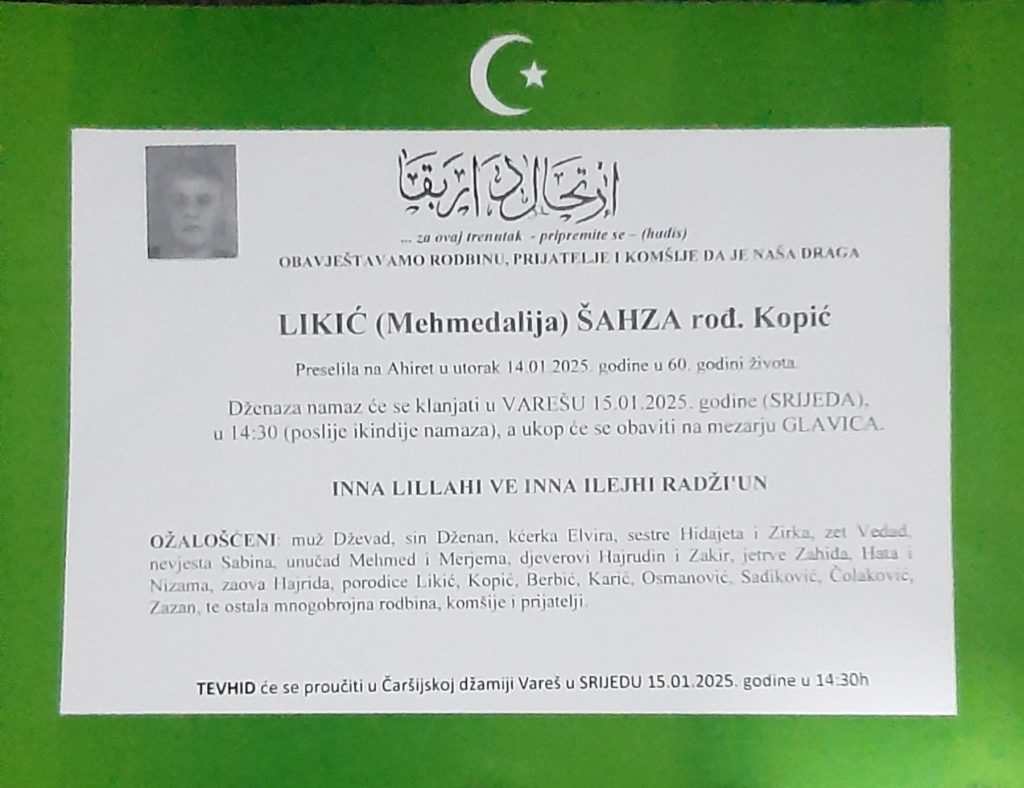 إرتحال دار بقا
... za ovaj trenutak - pripremite se – (hadis)
OBAVJEŠTAVAMO RODBINU, PRIJATELJE I KOMŠIJE DA JE NAŠA DRAGA
LIKIĆ (Mehmedalija) ŠAHZA rođ. Kopić
Preselila na Ahiret u utorak 14.01.2025. godine u 60. godini života.
Dženaza namaz će se klanjati u VAREŠU 15.01.2025. godine (SRIJEDA),
u 14:30 (poslije ikindije namaza), a ukop će se obaviti na mezarju GLAVICA.
INNA LILLAHI VE INNA ILEJHI RADŽI'UN
OŽALOŠĆENI: muž Dževad, sin Dženan, kćerka Elvira, sestre Hidajeta i Zirka, zet Vedad,
nevjesta Sabina, unučad Mehmed i Merjema, djeverovi Hajrudin i Zakir, jetrve Zahida, Hata i
Nizama, zaova Hajrida, porodice Likić, Kopić, Berbić, Karić, Osmanović, Sadiković, Čolaković,
Zazan, te ostala mnogobrojna rodbina, komšije i prijatelji.
TEVHID će se proučiti u Čaršijskoj džamiji Vareš u SRIJEDU 15.01.2025. godine u 14:30h